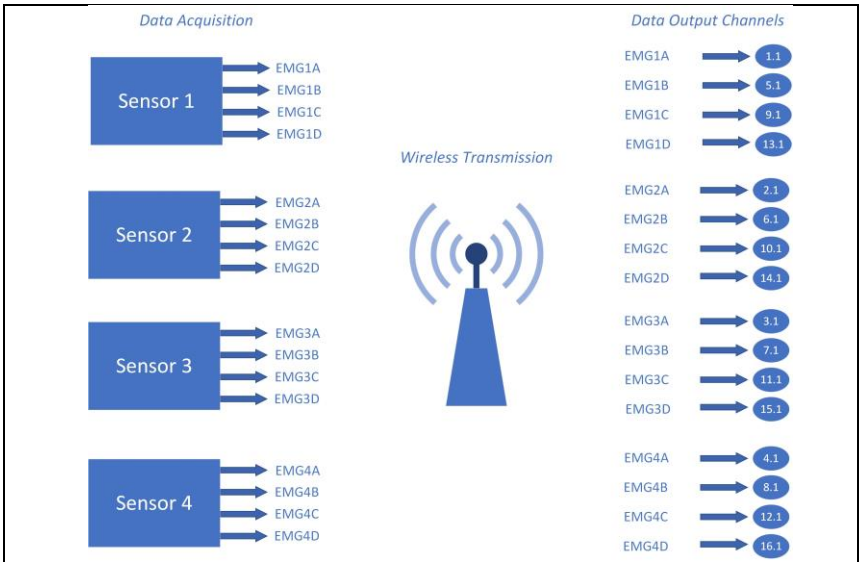 Data Acquisition
Sensor 1
EMG1A
EMG1B
EMG1C
EMG1D
Sensor 2
EMG2A
EMG2B
EMG2C
EMG2D
Sensor 3
EMG3A
EMG3B
EMG3C
EMG3D
Sensor 4
EMG4A
EMG4B
EMG4C
EMG4D
Wireless Transmission
Data Output Channels
EMG1A 1.1
EMG1B 5.1
EMG1C 9.1
EMG1D 13.1
EMG2A 2.1
EMG2B 6.1
EMG2C 10.1
EMG2D 14.1
EMG3A 3.1
EMG3B 7.1
EMG3C 11.1
EMG3D 15.1
EMG4A 4.1
EMG4B 8.1
EMG4C 12.1
EMG4D 16.1